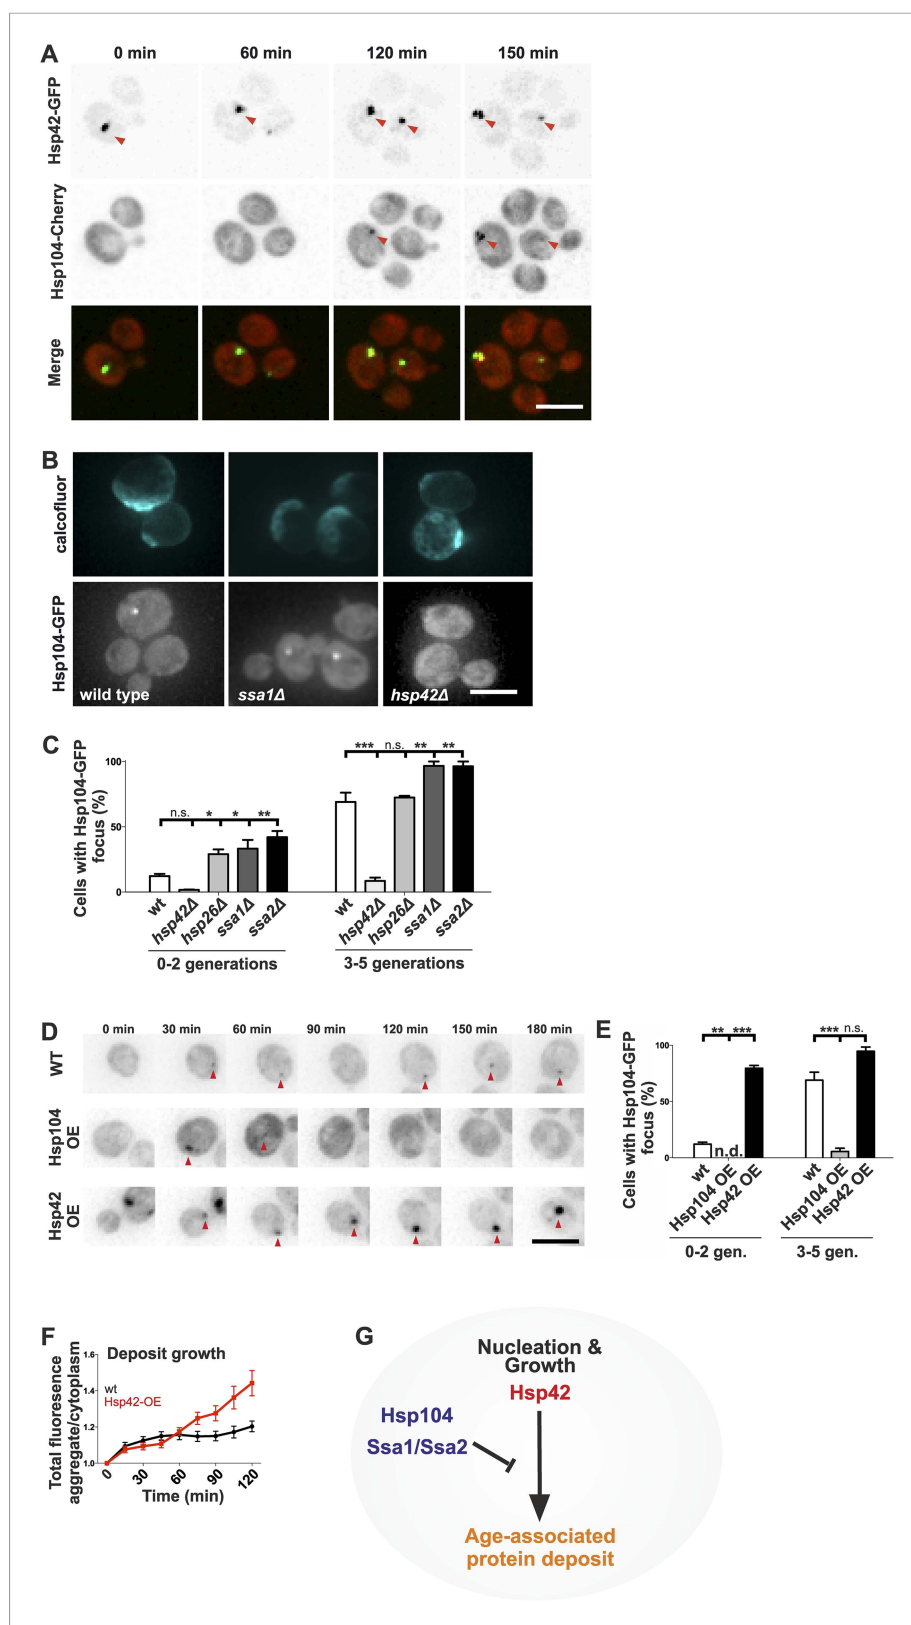 A
0 min 60 min 120 min 150 min
Hsp42-GFP
Hsp104-Cherry
Merge
B
calcofluor
Hsp104-GFP
wild type ssa1Δ hsp42Δ
C
Cells with Hsp104-GFP
focus (%)
100
50
0
n.s. * * **
*** n.s. ** **
wt hsp42Δ hsp26Δ ssa1Δ ssa2Δ
wt hsp42Δ hsp26Δ ssa1Δ ssa2Δ
0-2 generations
3-5 generations
D
0 min 30 min 60 min 90 min 120 min 150 min 180 min
WT
Hsp104
OE
Hsp42
OE
E
Cells with Hsp104-GFP
focus (%)
100
50
0
** ***
*** n.s.
n.d.
wt Hsp104 OE Hsp42 OE
wt Hsp104 OE Hsp42 OE
0-2 gen.
3-5 gen.
F
Deposit growth
wt
Hsp42-OE
Total fluoresence
aggregate/cytoplasm
1.6
1.4
1.2
1.0
0 30 60 90 120
Time (min)
G
Nucleation &
Growth
Hsp42
Hsp104
Ssa1/Ssa2
Age-associated
protein deposit